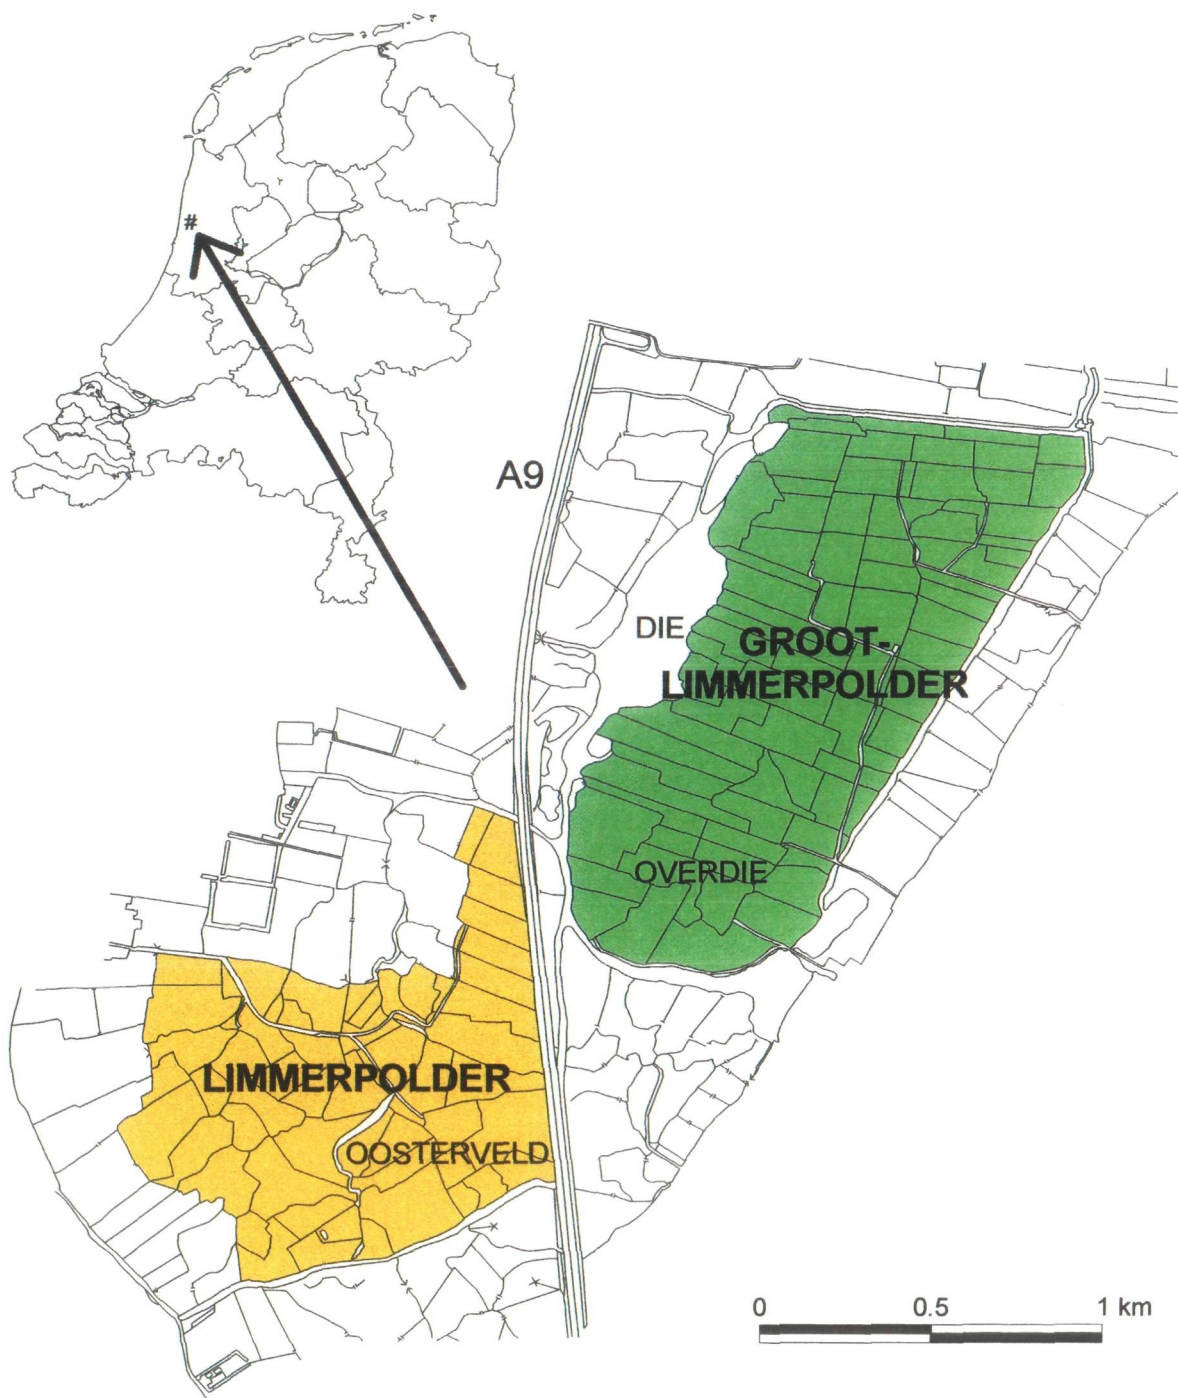 #
A9
DIE
GROOT-
LIMMERPOLDER
OVERDIE
LIMMERPOLDER
OOSTERVELD
0 0.5 1 km